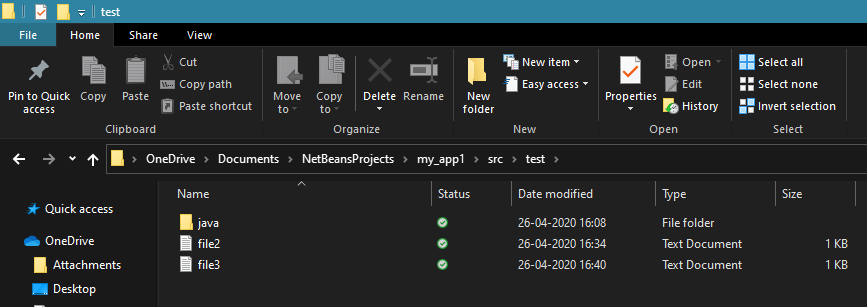 test
File Home Share View
Cut
Copy path
Paste shortcut
Pin to Quick access
Copy
Paste
Clipboard
Move to
Copy to
Delete
Rename
Organize
New folder
New item
Easy access
New
Properties
Open
Edit
History
Open
Select all
Select none
Invert selection
Select
OneDrive > Documents > NetBeansProjects > my_app1 > src > test >
Quick access
OneDrive
Attachments
Desktop
Name Status Date modified Type Size
java 26-04-2020 16:08 File folder
file2 26-04-2020 16:34 Text Document 1 KB
file3 26-04-2020 16:40 Text Document 1 KB